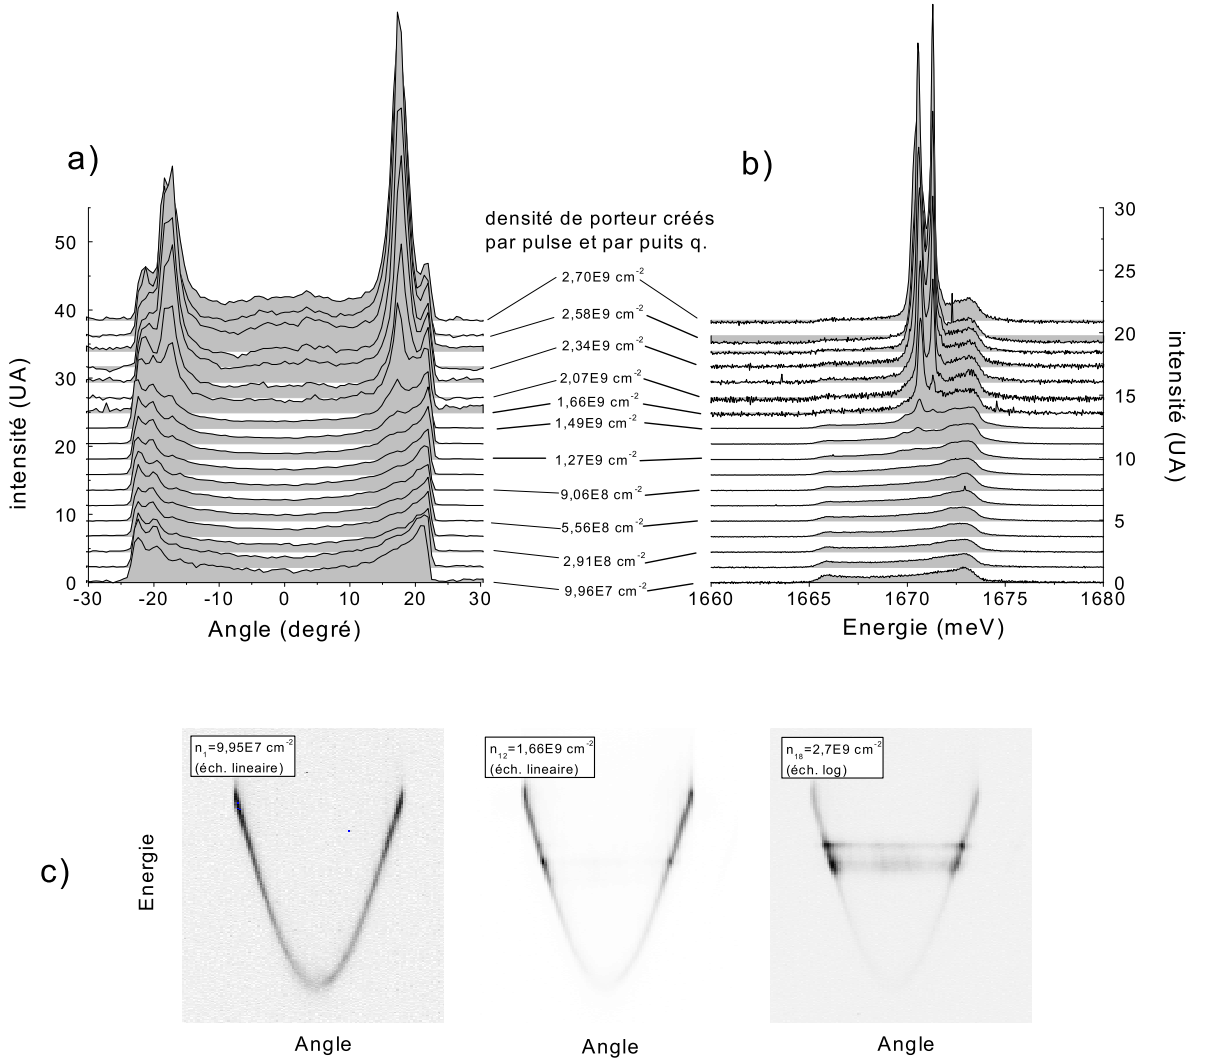 a)
b)
densité de porteur créés
par pulse et par puits q.
2,70E9 cm-2
2,58E9 cm-2
2,34E9 cm-2
2,07E9 cm-2
1,66E9 cm-2
1,49E9 cm-2
1,27E9 cm-2
9,06E8 cm-2
5,56E8 cm-2
2,91E8 cm-2
9,96E7 cm-2
intensité (UA)
50
40
30
20
10
0
-30 -20 -10 0 10 20 30
Angle (degré)
30
25
20
15
10
5
0
intensité (UA)
1660 1665 1670 1675 1680
Energie (meV)
c)
Energie
n1=9,95E7 cm-2
(éch. lineaire)
Angle
n12=1,66E9 cm-2
(éch. lineaire)
Angle
n18=2,7E9 cm-2
(éch. log)
Angle